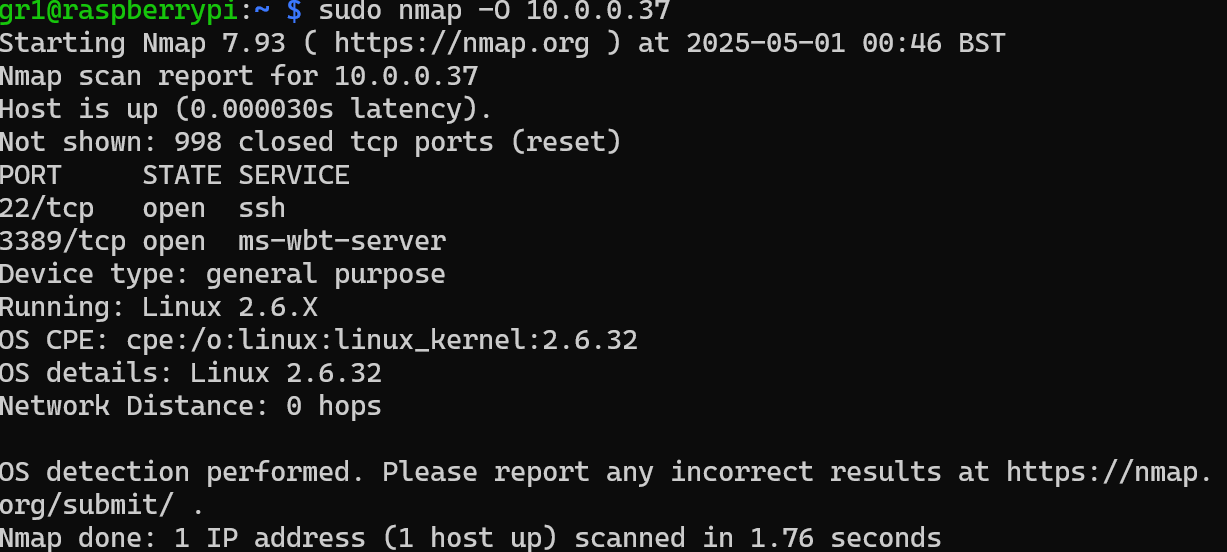 gr1@raspberrypi:~ $ sudo nmap -O 10.0.0.37
Starting Nmap 7.93 ( https://nmap.org ) at 2025-05-01 00:46 BST
Nmap scan report for 10.0.0.37
Host is up (0.000030s latency).
Not shown: 998 closed tcp ports (reset)
PORT     STATE SERVICE
22/tcp   open  ssh
3389/tcp open  ms-wbt-server
Device type: general purpose
Running: Linux 2.6.X
OS CPE: cpe:/o:linux:linux_kernel:2.6.32
OS details: Linux 2.6.32
Network Distance: 0 hops

OS detection performed. Please report any incorrect results at https://nmap.
org/submit/ .
Nmap done: 1 IP address (1 host up) scanned in 1.76 seconds